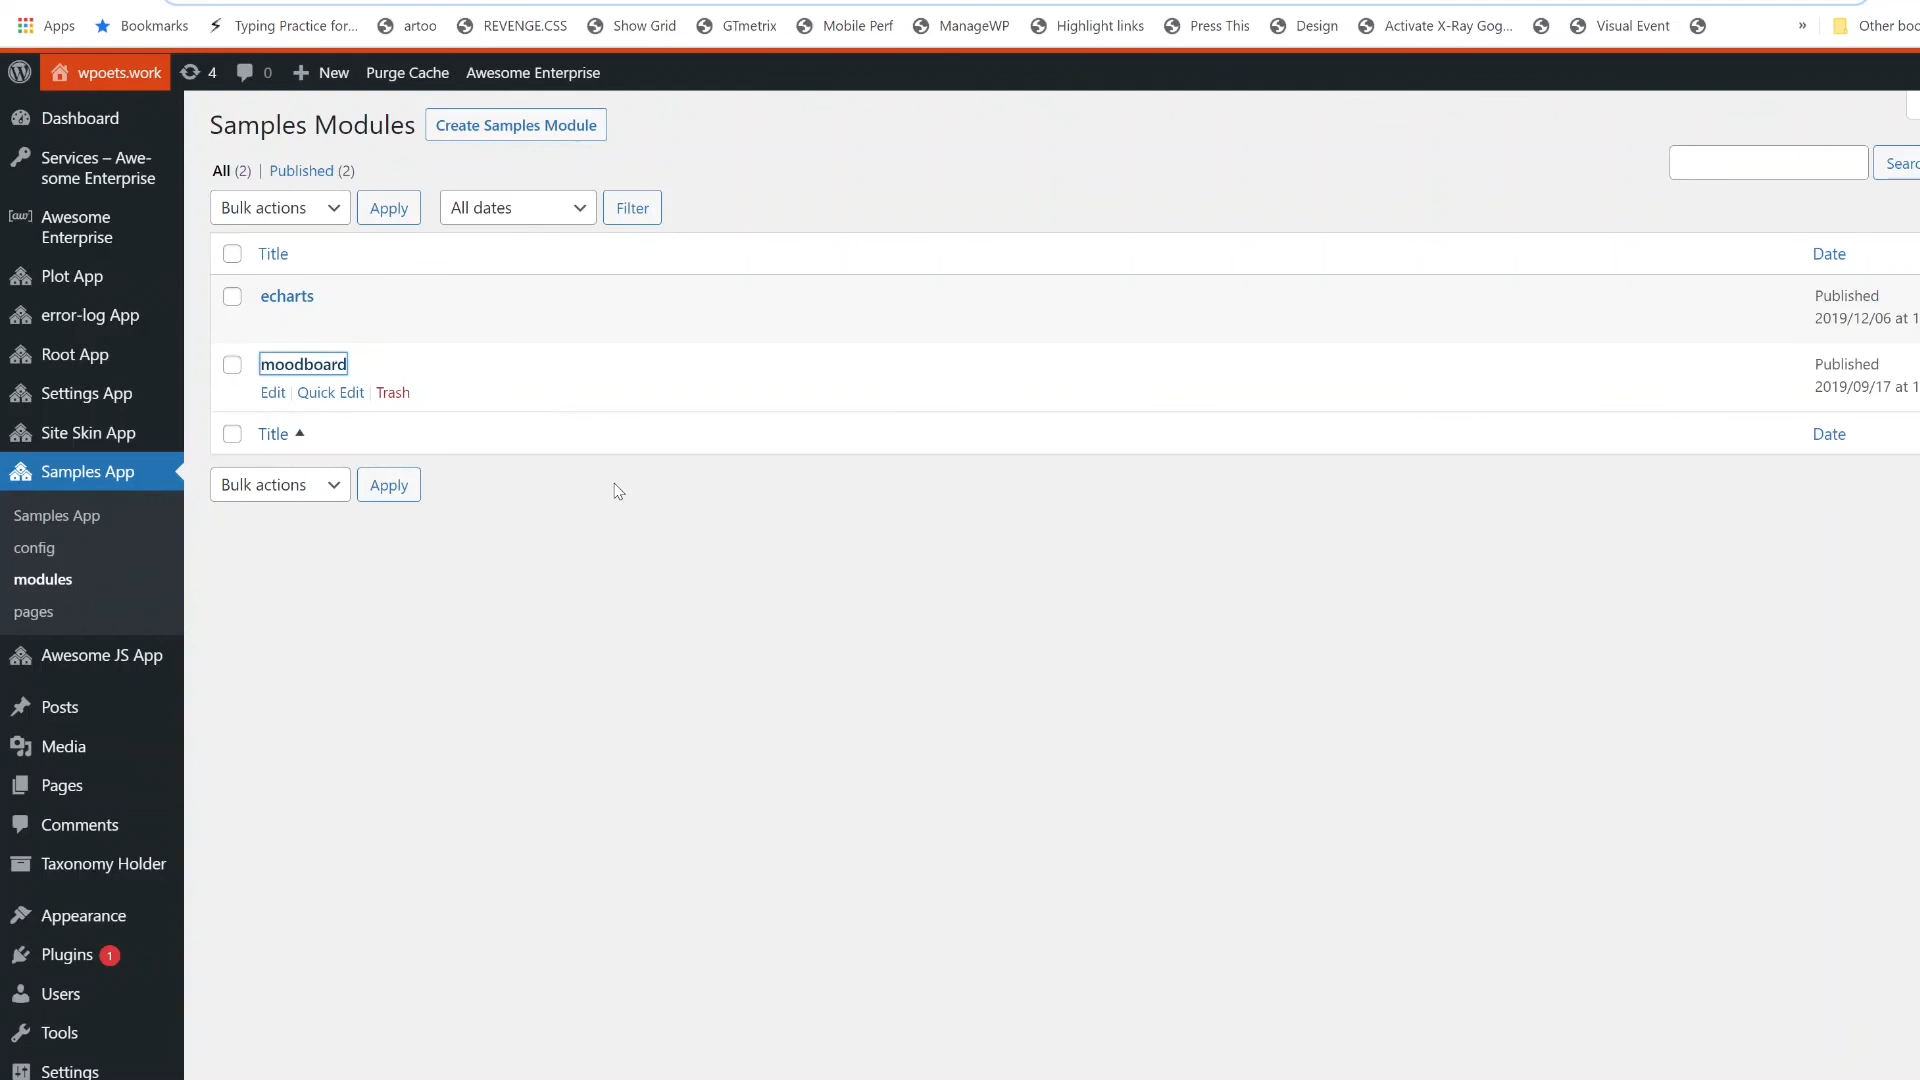 Apps Bookmarks Typing Practice for... artoo REVENGE.CSS Show Grid GTmetrix Mobile Perf ManageWP Highlight links Press This Design Activate X-Ray Gog... Visual Event » Other boo
wpoets.work 4 0 New Purge Cache Awesome Enterprise
Dashboard
Services – Awe-
some Enterprise
[aw] Awesome
Enterprise
Plot App
error-log App
Root App
Settings App
Site Skin App
Samples App
Samples App
config
modules
pages
Awesome JS App
Posts
Media
Pages
Comments
Taxonomy Holder
Appearance
Plugins 1
Users
Tools
Settings
Samples Modules Create Samples Module
All (2) | Published (2)
Searc
Bulk actions Apply All dates Filter
Title Date
echarts Published
2019/12/06 at 1
moodboard Published
Edit | Quick Edit | Trash 2019/09/17 at 1
Title Date
Bulk actions Apply